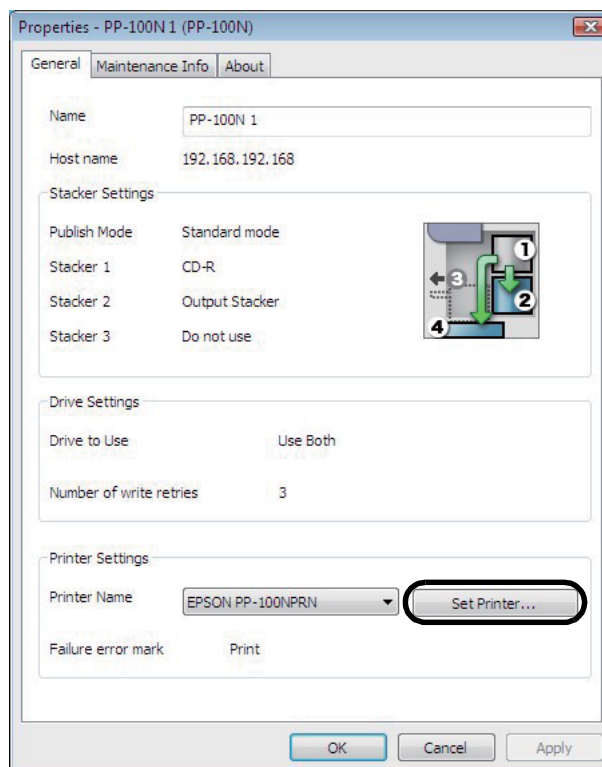 Properties - PP-100N 1 (PP-100N)
General Maintenance Info About
Name PP-100N 1
Host name 192.168.192.168
Stacker Settings
Publish Mode Standard mode
Stacker 1 CD-R
Stacker 2 Output Stacker
Stacker 3 Do not use
1
3
2
4
Drive Settings
Drive to Use Use Both
Number of write retries 3
Printer Settings
Printer Name EPSON PP-100NPRN Set Printer...
Failure error mark Print
OK Cancel Apply